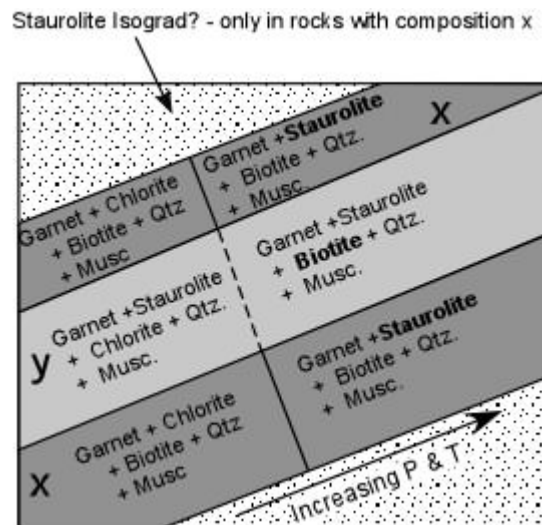 Staurolite Isograd? - only in rocks with composition x
Garnet +Staurolite
+ Biotite + Qtz.
+ Musc.
x
Garnet + Chlorite
+ Biotite + Qtz
+ Musc
Garnet +Staurolite
+ Biotite + Qtz.
+ Musc.
y
Garnet +Staurolite
+ Chlorite + Qtz.
+ Musc.
Garnet +Staurolite
+ Biotite + Qtz.
+ Musc.
x
Garnet + Chlorite
+ Biotite + Qtz
+ Musc
Increasing P & T